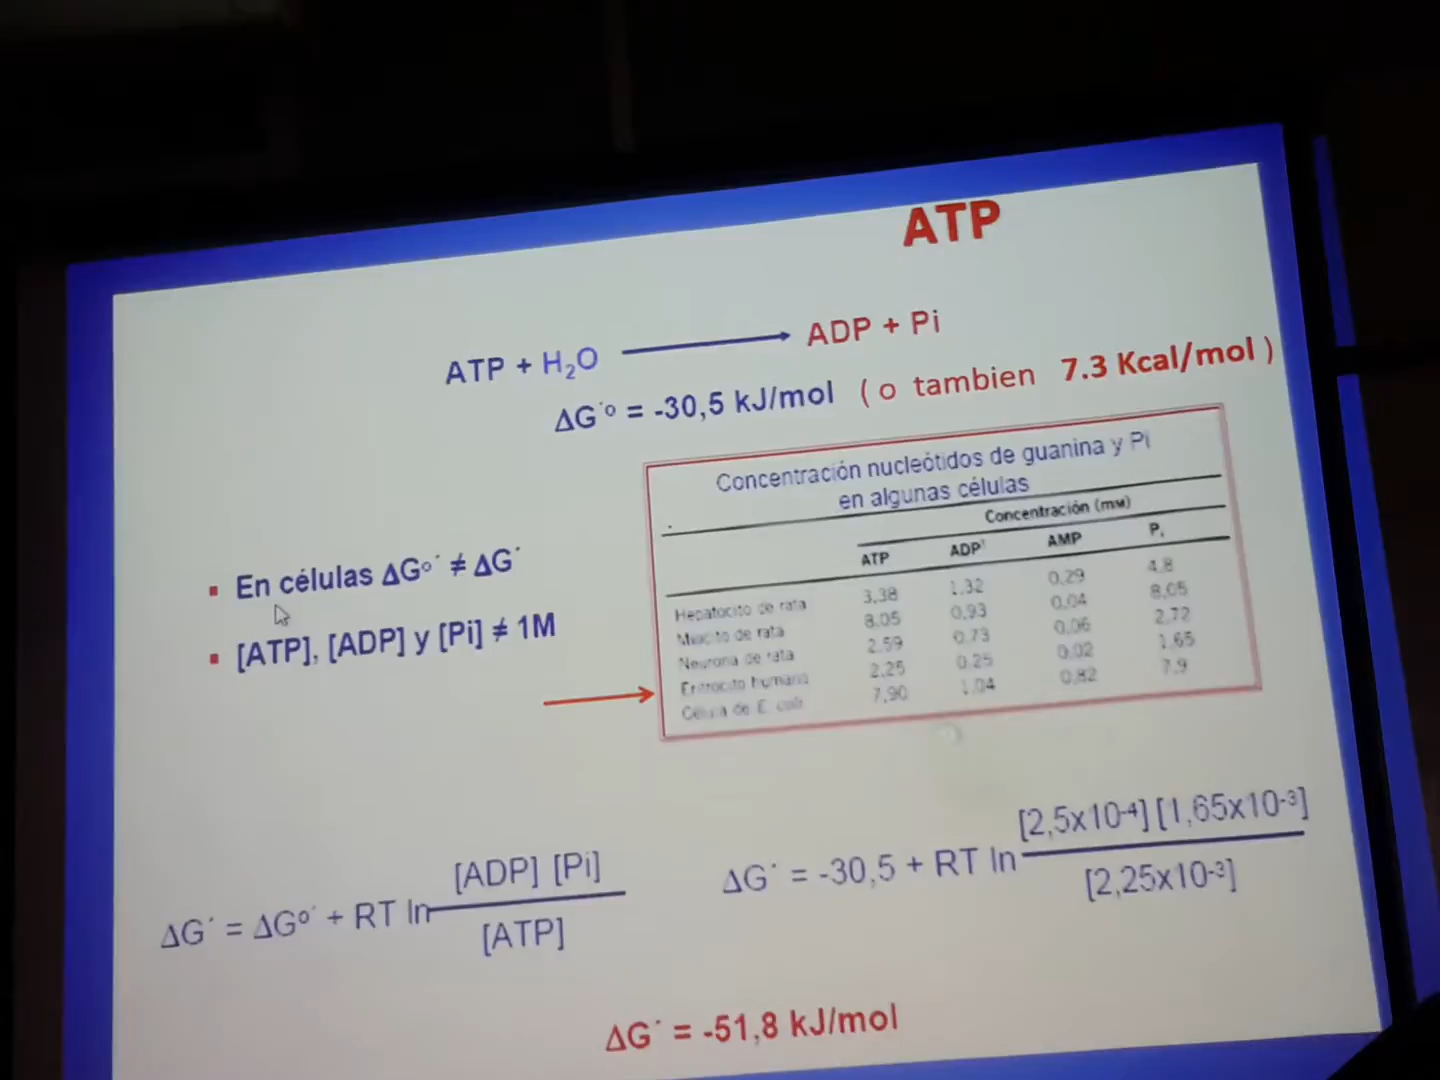 ATP
ATP + H₂O → ADP + Pi
ΔG´º = -30,5 kJ/mol ( o tambien 7.3 Kcal/mol )
Concentración nucleótidos de guanina y Pi
en algunas células
Concentración (mM)
ATP ADP† AMP Pi
Hepatocito de rata 3,38 1,32 0,29 4,8
Miocito de rata 8,05 0,93 0,04 8,05
Neurona de rata 2,59 0,73 0,06 2,72
Eritrocito humano 2,25 0,25 0,02 1,65
Célula de E. coli 7,90 1,04 0,82 7,9
▪ En células ΔGº´ ≠ ΔG´
▪ [ATP], [ADP] y [Pi] ≠ 1M
ΔG´ = ΔGº´ + RT ln [ADP] [Pi] / [ATP]
ΔG´ = -30,5 + RT ln [2,5x10⁻⁴] [1,65x10⁻³] / [2,25x10⁻³]
ΔG´ = -51,8 kJ/mol